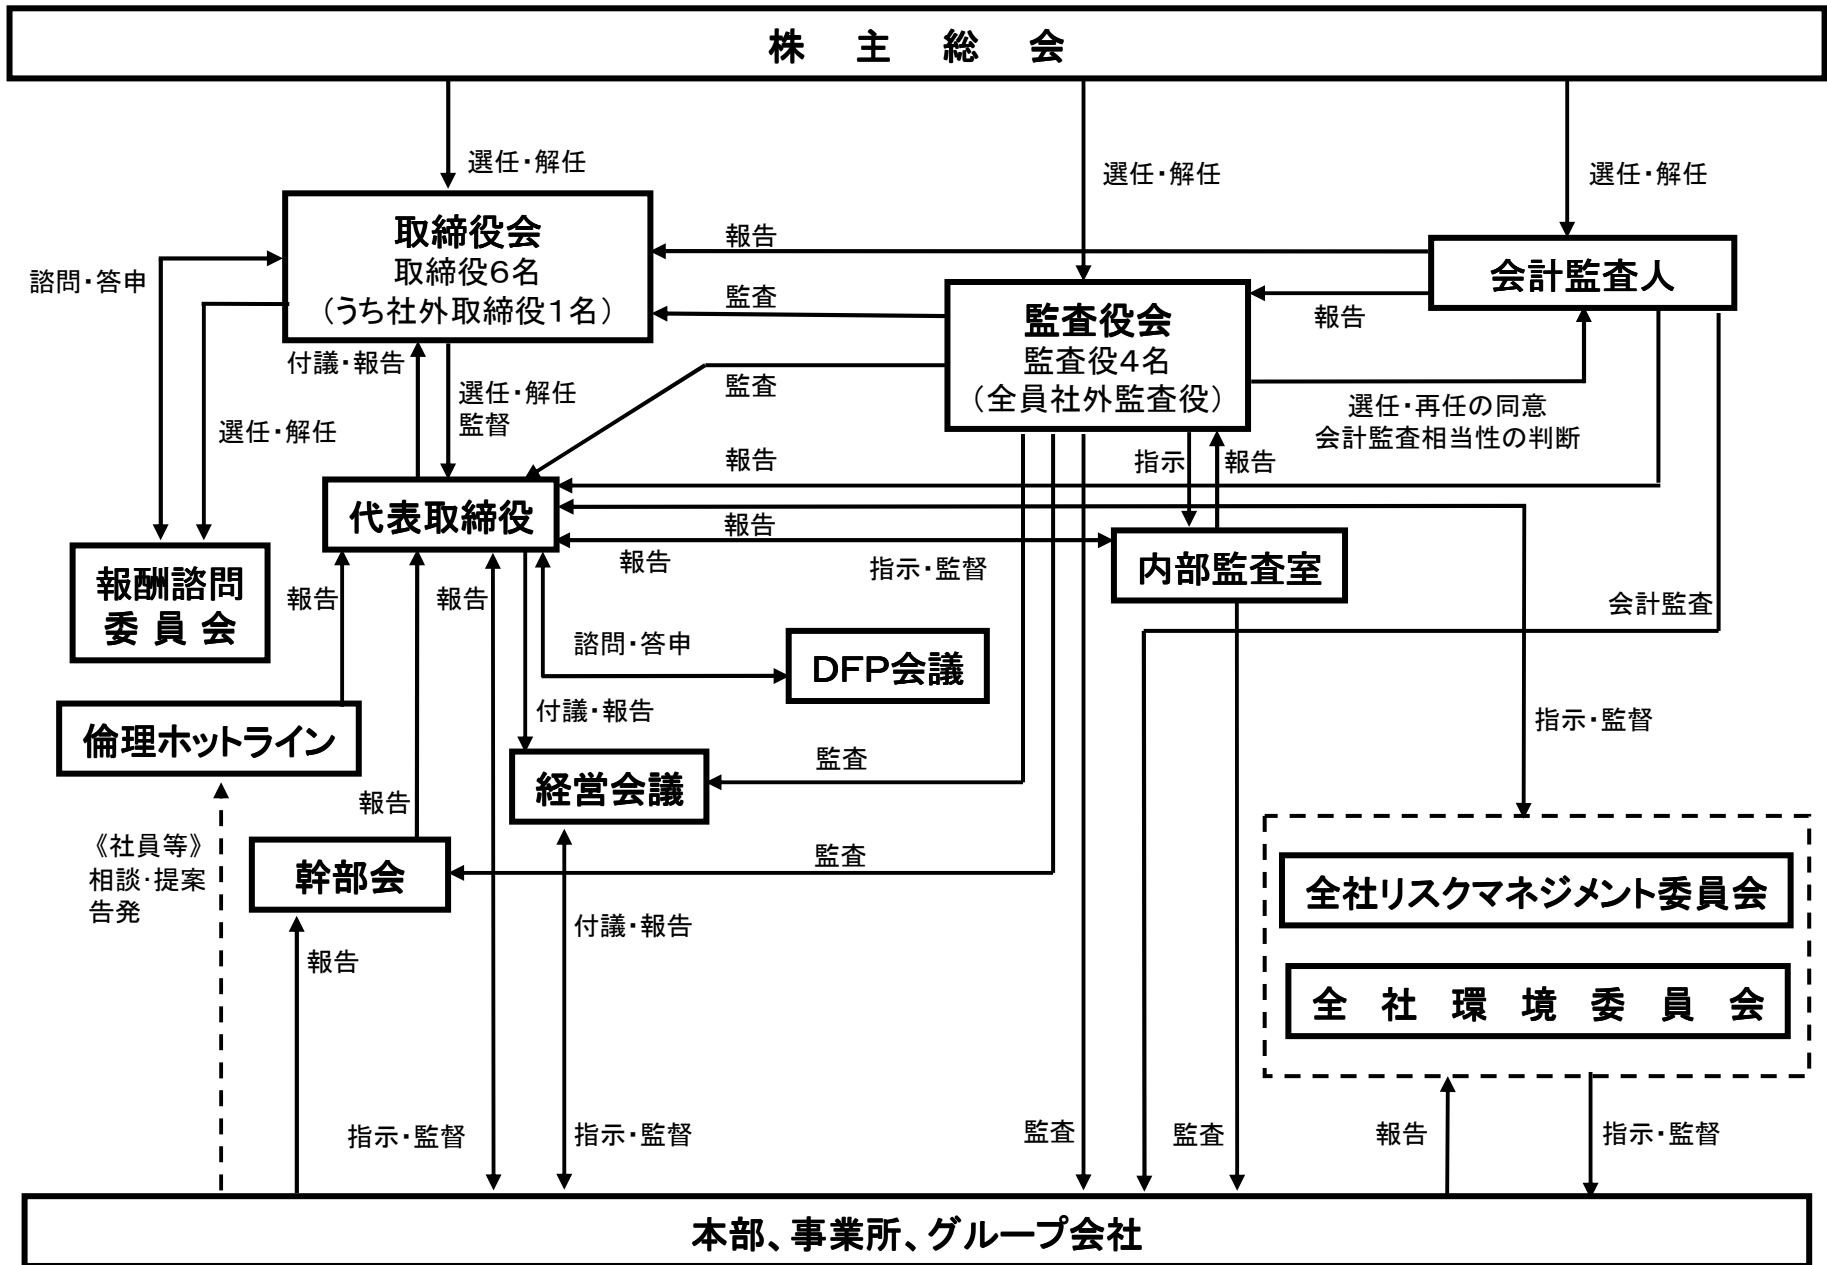 株 主 総 会
選任・解任
選任・解任
選任・解任
取締役会
取締役6名
(うち社外取締役1名)
報告
会計監査人
諮問・答申
監査
監査役会
監査役4名
(全員社外監査役)
報告
付議・報告
選任・解任
監督
監査
選任・再任の同意
会計監査相当性の判断
選任・解任
報告
指示
報告
代表取締役
報告
報告
指示・監督
内部監査室
報酬諮問
委 員 会
報告
報告
会計監査
諮問・答申
DFP会議
倫理ホットライン
付議・報告
指示・監督
経営会議
監査
報告
《社員等》
相談・提案
告発
幹部会
監査
全社リスクマネジメント委員会
付議・報告
報告
全 社 環 境 委 員 会
指示・監督
指示・監督
監査
監査
報告
指示・監督
本部、事業所、グループ会社